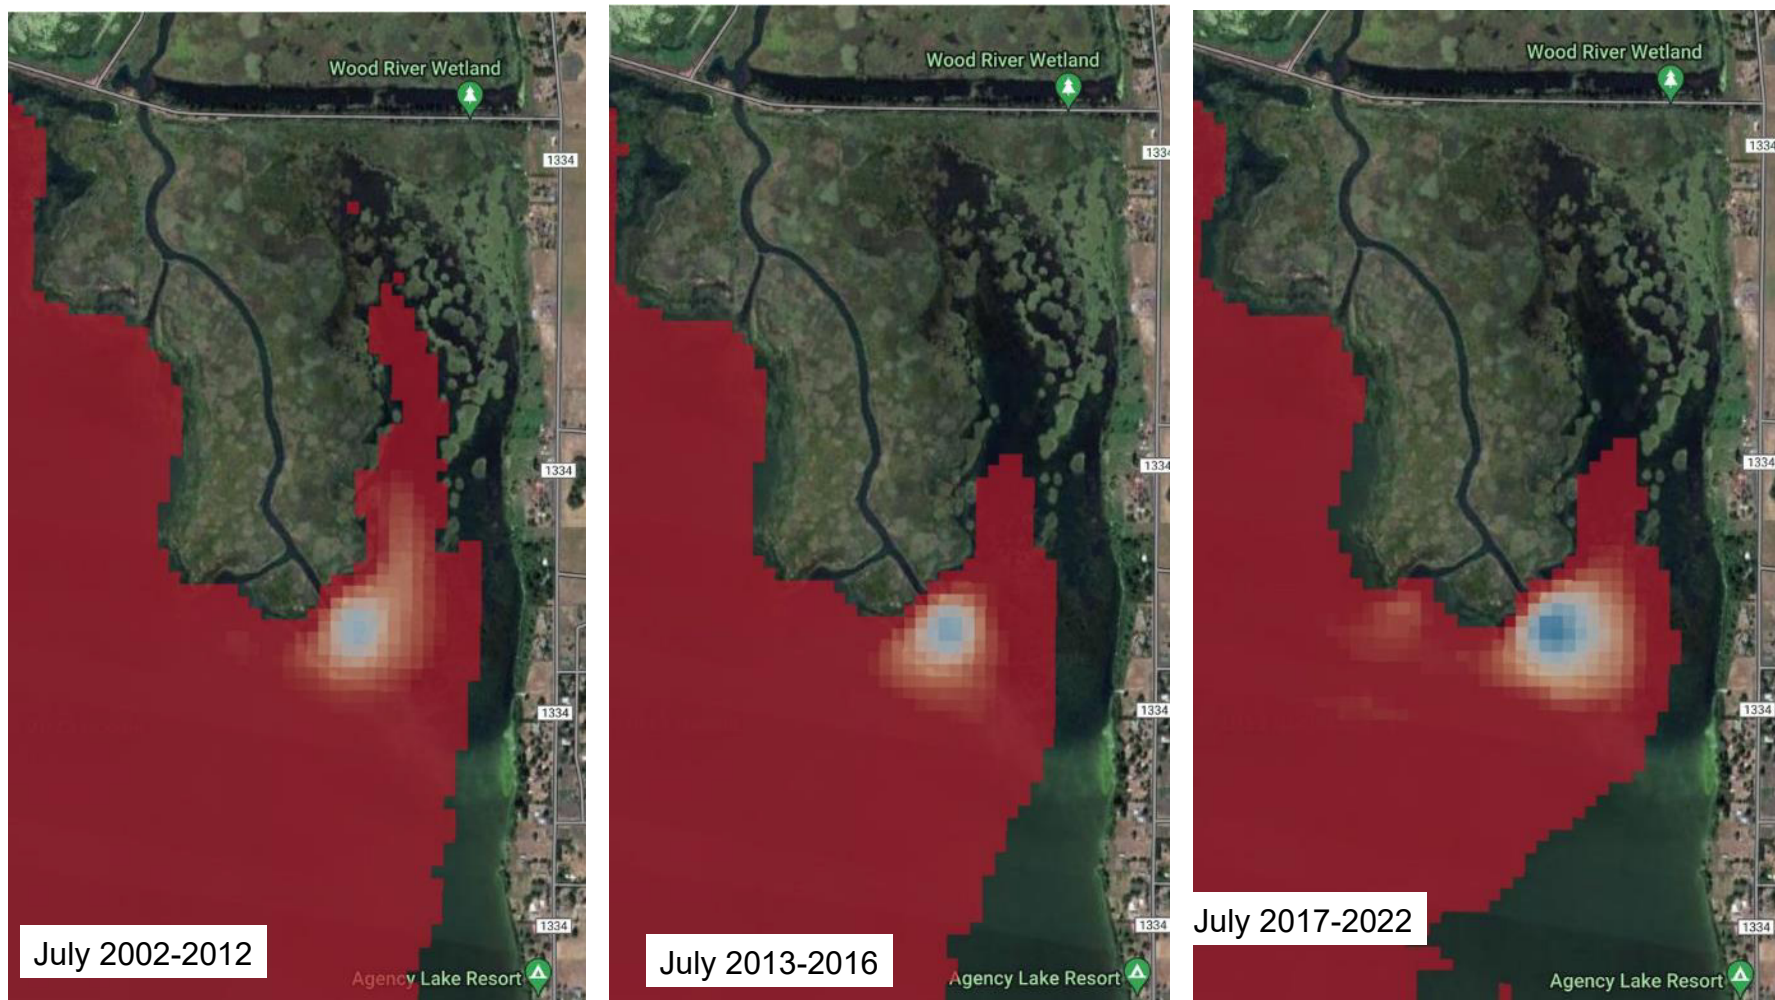 Wood River Wetland
1334
1334
1334
1334
July 2002-2012
Agency Lake Resort
Wood River Wetland
1334
1334
1334
1334
July 2013-2016
Agency Lake Resort
Wood River Wetland
1334
1334
1334
1334
July 2017-2022
Agency Lake Resort